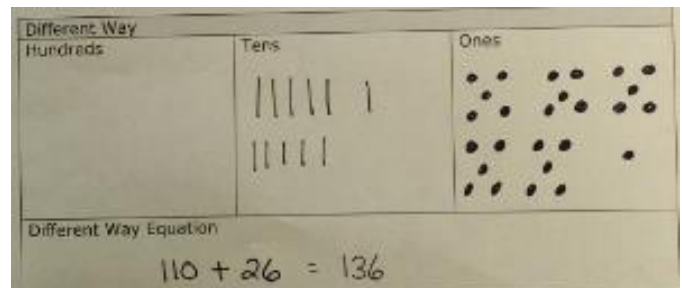 Different Way
Hundreds Tens Ones
Different Way Equation
110 + 26 = 136